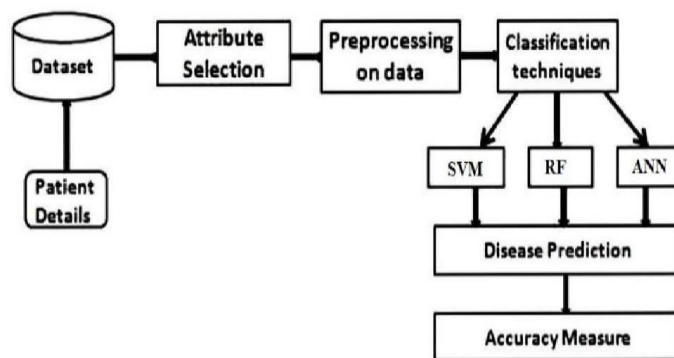 Dataset
Attribute
Selection
Preprocessing
on data
Classification
techniques
Patient
Details
SVM
RF
ANN
Disease Prediction
Accuracy Measure